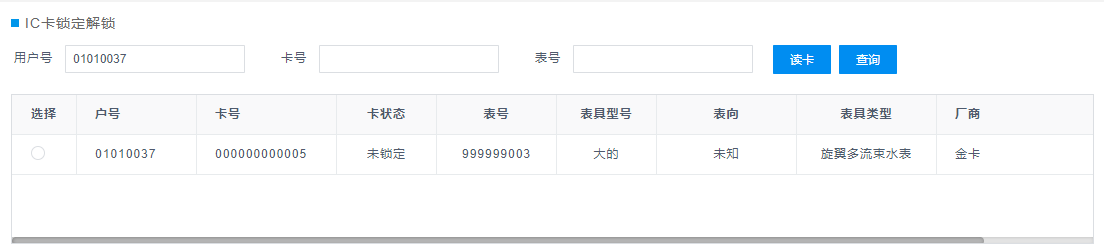 IC卡锁定解锁
用户号 01010037 卡号 表号 读卡 查询
选择 户号 卡号 卡状态 表号 表具型号 表向 表具类型 厂商
01010037 000000000005 未锁定 999999003 大的 未知 旋翼多流束水表 金卡